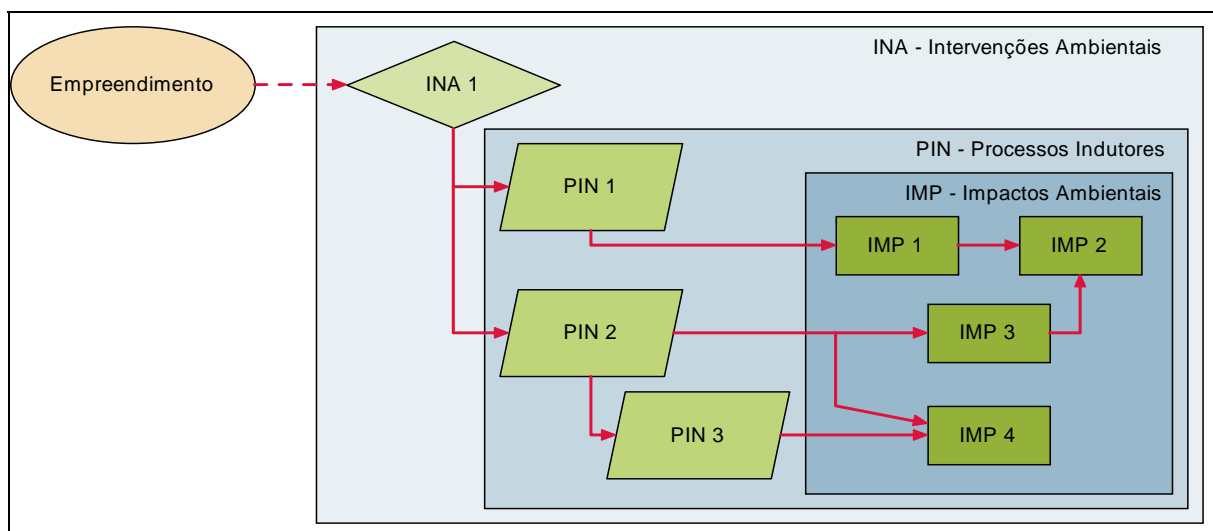 INA - Intervenções Ambientais
Empreendimento
INA 1
PIN - Processos Indutores
PIN 1
IMP - Impactos Ambientais
IMP 1
IMP 2
PIN 2
IMP 3
PIN 3
IMP 4